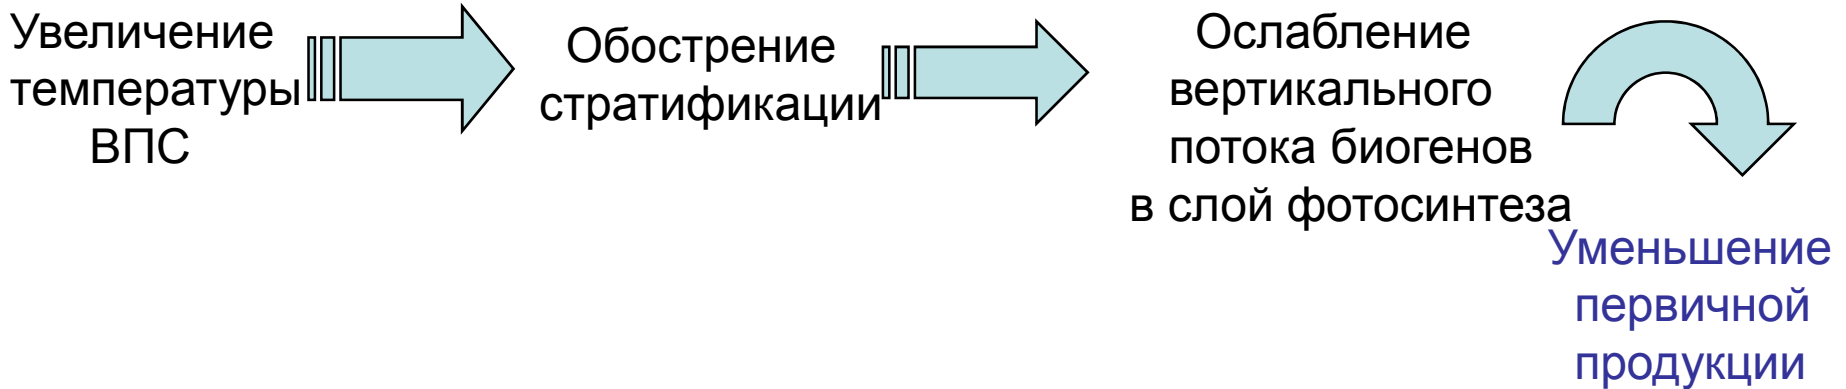 Увеличение
температуры
ВПС
Обострение
стратификации
Ослабление
вертикального
потока биогенов
в слой фотосинтеза
Уменьшение
первичной
продукции